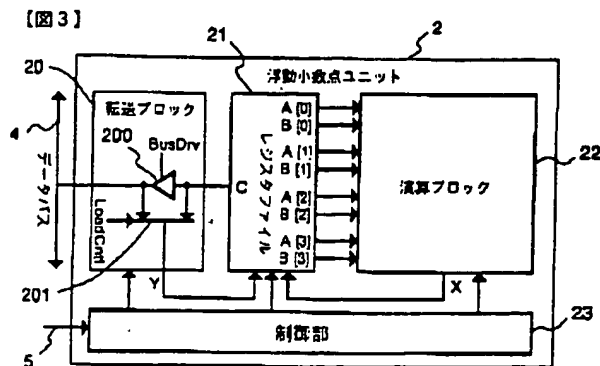 【図3】
2
21
浮動小数点ユニット
20
転送ブロック
4
200
BusDrv
データバス
LoadCntl
201
Y
C
レジスタファイル
A [0]
B [0]
A [1]
B [1]
A [2]
B [2]
A [3]
B [3]
演算ブロック
22
X
制御部
23
5